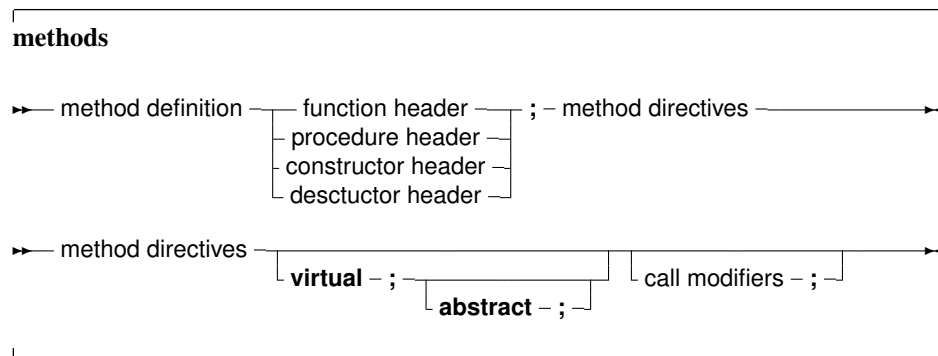 methods
method definition function header ; method directives
procedure header
constructor header
desctuctor header
method directives
virtual ; call modifiers ;
abstract ;